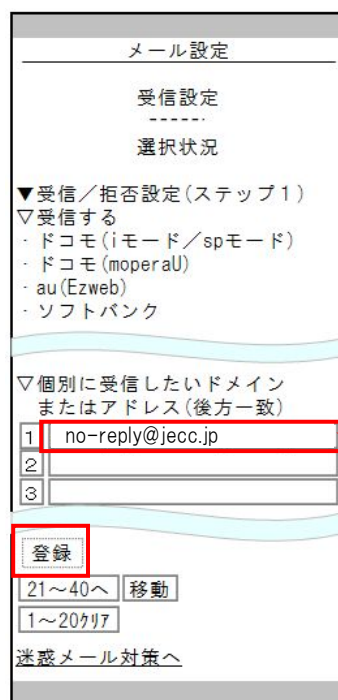 メール設定
受信設定
-----·
選択状況
▼受信／拒否設定(ステップ1)
▽受信する
・ドコモ(iモード／spモード)
・ドコモ(moperaU)
・au(Ezweb)
・ソフトバンク
▽個別に受信したいドメイン
またはアドレス(後方一致)
1 no-reply@jecc.jp
2
3
登録
21～40へ 移動
1～20クリア
迷惑メール対策へ